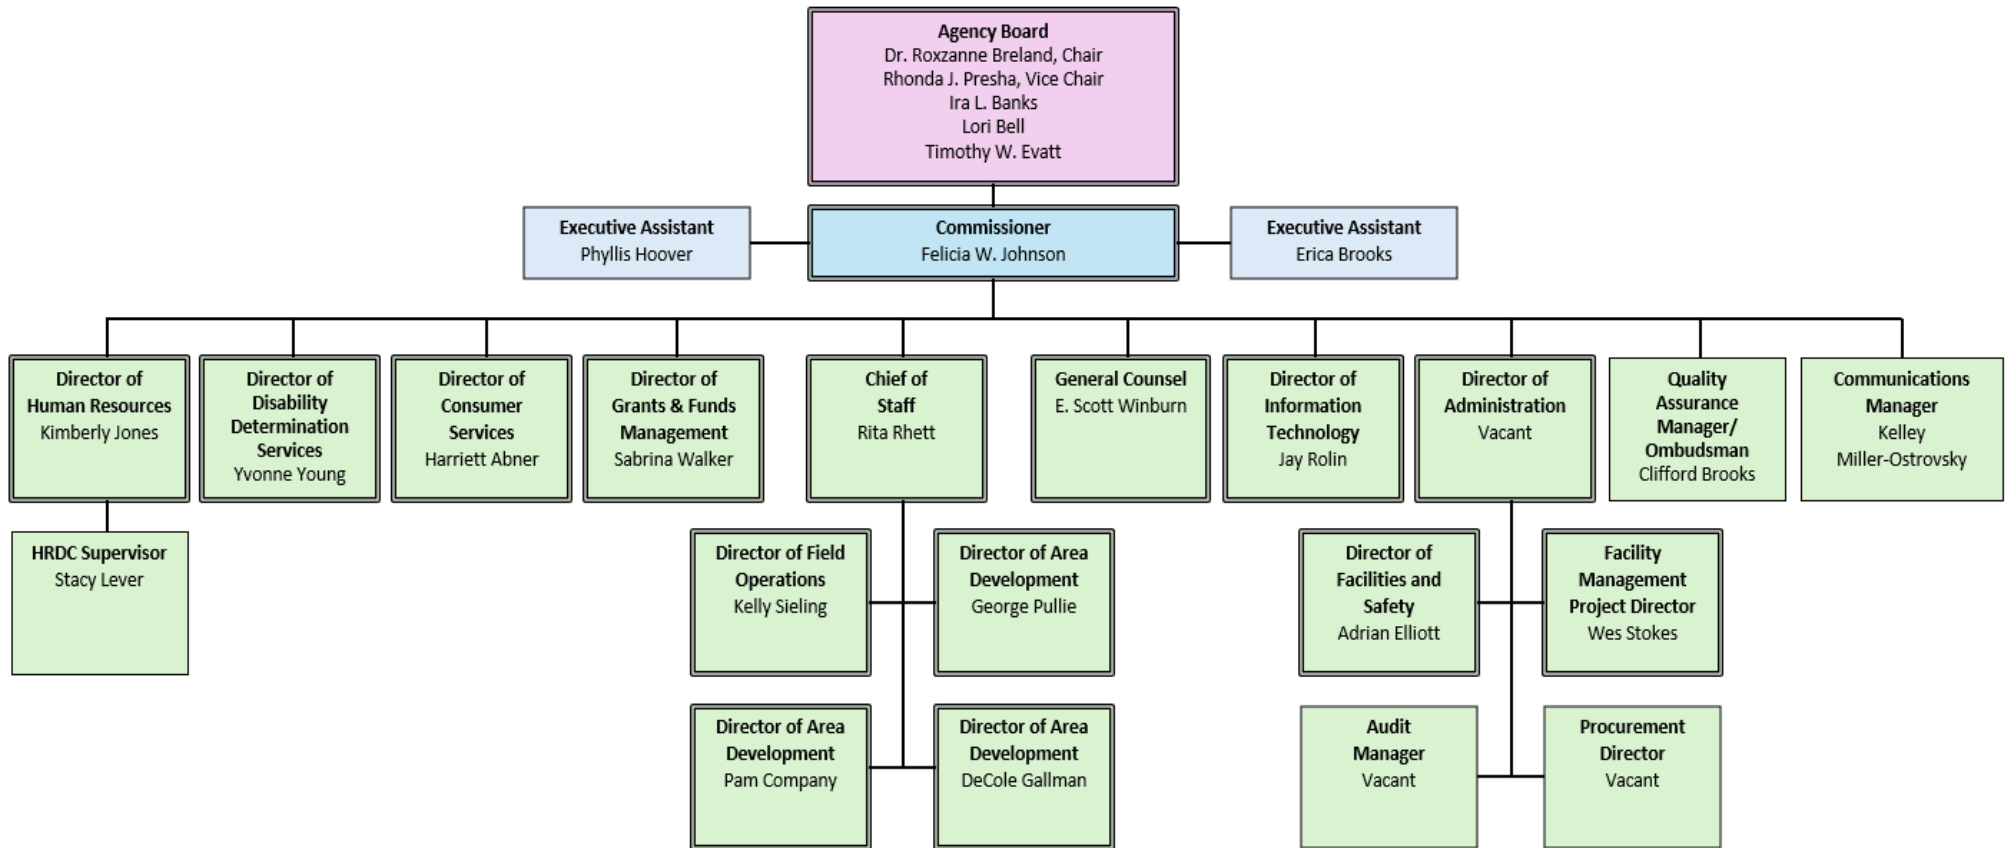 Agency Board
Dr. Roxzanne Breland, Chair
Rhonda J. Presha, Vice Chair
Ira L. Banks
Lori Bell
Timothy W. Evatt
Executive Assistant
Phyllis Hoover
Commissioner
Felicia W. Johnson
Executive Assistant
Erica Brooks
Director of
Human Resources
Kimberly Jones
Director of
Disability
Determination
Services
Yvonne Young
Director of
Consumer
Services
Harriett Abner
Director of
Grants & Funds
Management
Sabrina Walker
Chief of
Staff
Rita Rhett
General Counsel
E. Scott Winburn
Director of
Information
Technology
Jay Rolin
Director of
Administration
Vacant
Quality
Assurance
Manager/
Ombudsman
Clifford Brooks
Communications
Manager
Kelley
Miller-Ostrovsky
HRDC Supervisor
Stacy Lever
Director of Field
Operations
Kelly Sieling
Director of Area
Development
George Pullie
Director of
Facilities and
Safety
Adrian Elliott
Facility
Management
Project Director
Wes Stokes
Director of Area
Development
Pam Company
Director of Area
Development
DeCole Gallman
Audit
Manager
Vacant
Procurement
Director
Vacant